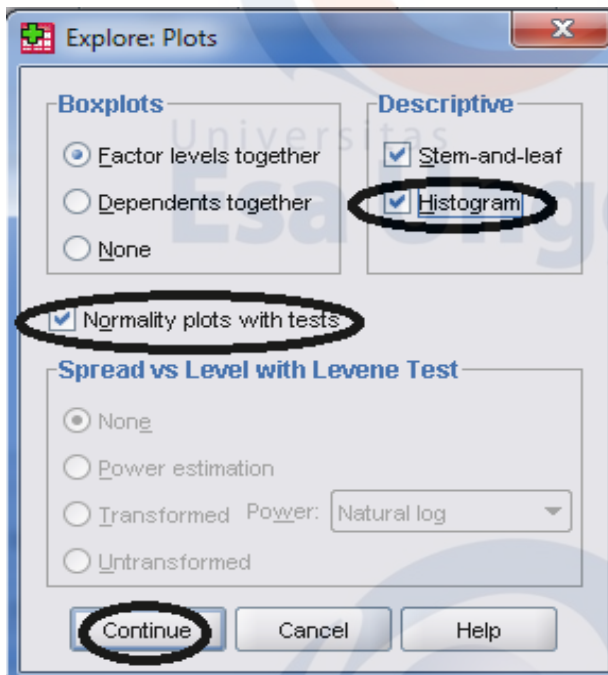 Explore: Plots
Boxplots
Factor levels together
Dependents together
None
Descriptive
Stem-and-leaf
Histogram
Normality plots with tests
Spread vs Level with Levene Test
None
Power estimation
Transformed Power: Natural log
Untransformed
Continue Cancel Help
Universitas
Esa Ung